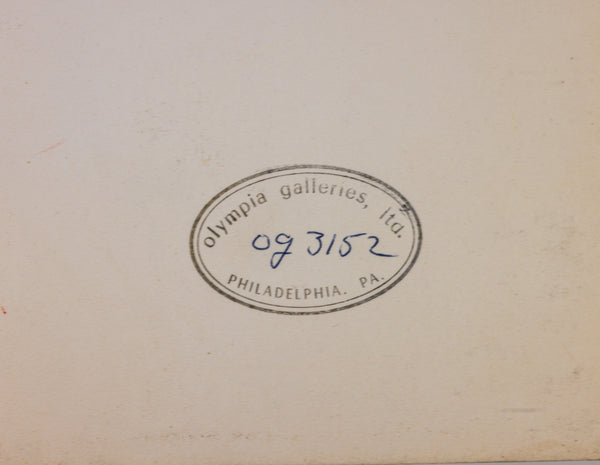 olympia galleries, ltd.
og 3152
PHILADELPHIA. PA.